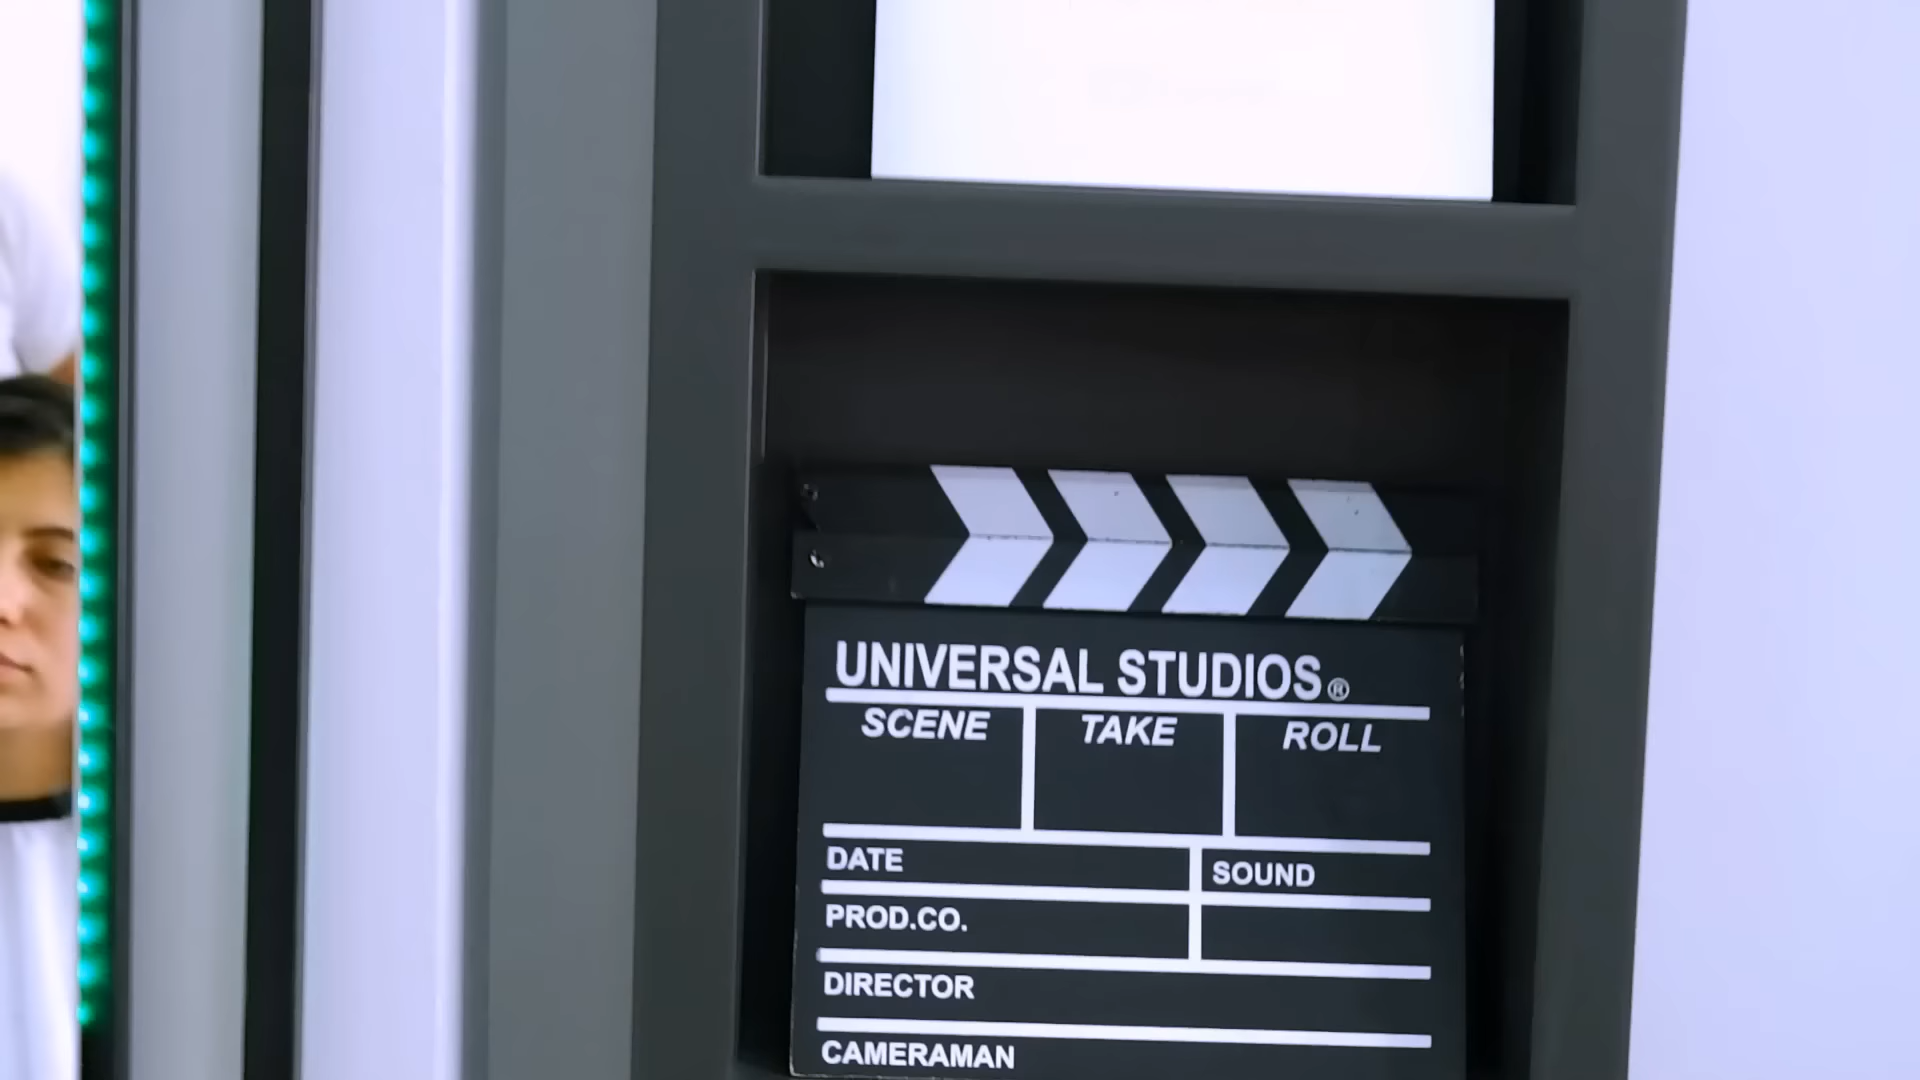 UNIVERSAL STUDIOS®
SCENE TAKE ROLL
DATE SOUND
PROD.CO.
DIRECTOR
CAMERAMAN